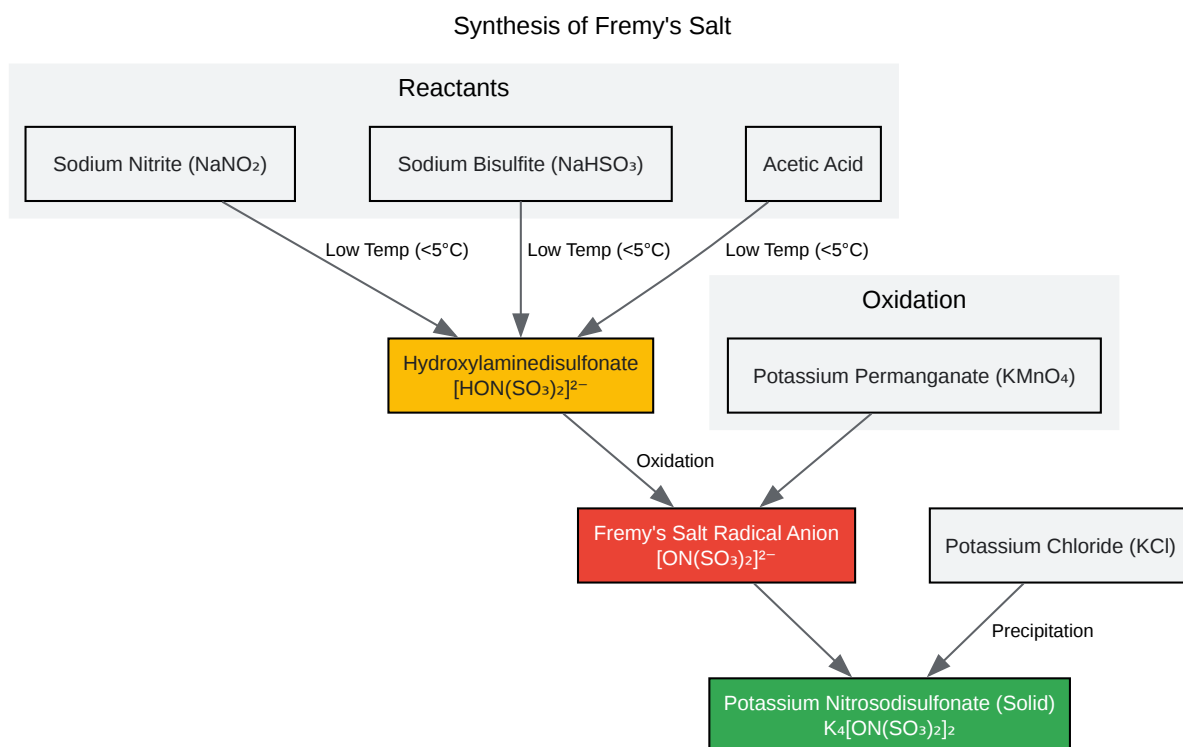 Synthesis of Fremy's Salt
Reactants
Sodium Nitrite (NaNO₂)
Sodium Bisulfite (NaHSO₃)
Acetic Acid
Low Temp (<5°C)
Low Temp (<5°C)
Low Temp (<5°C)
Oxidation
Hydroxylaminedisulfonate
[HON(SO₃)₂]²⁻
Potassium Permanganate (KMnO₄)
Oxidation
Fremy's Salt Radical Anion
[ON(SO₃)₂]²⁻
Potassium Chloride (KCl)
Precipitation
Potassium Nitrosodisulfonate (Solid)
K₄[ON(SO₃)₂]₂